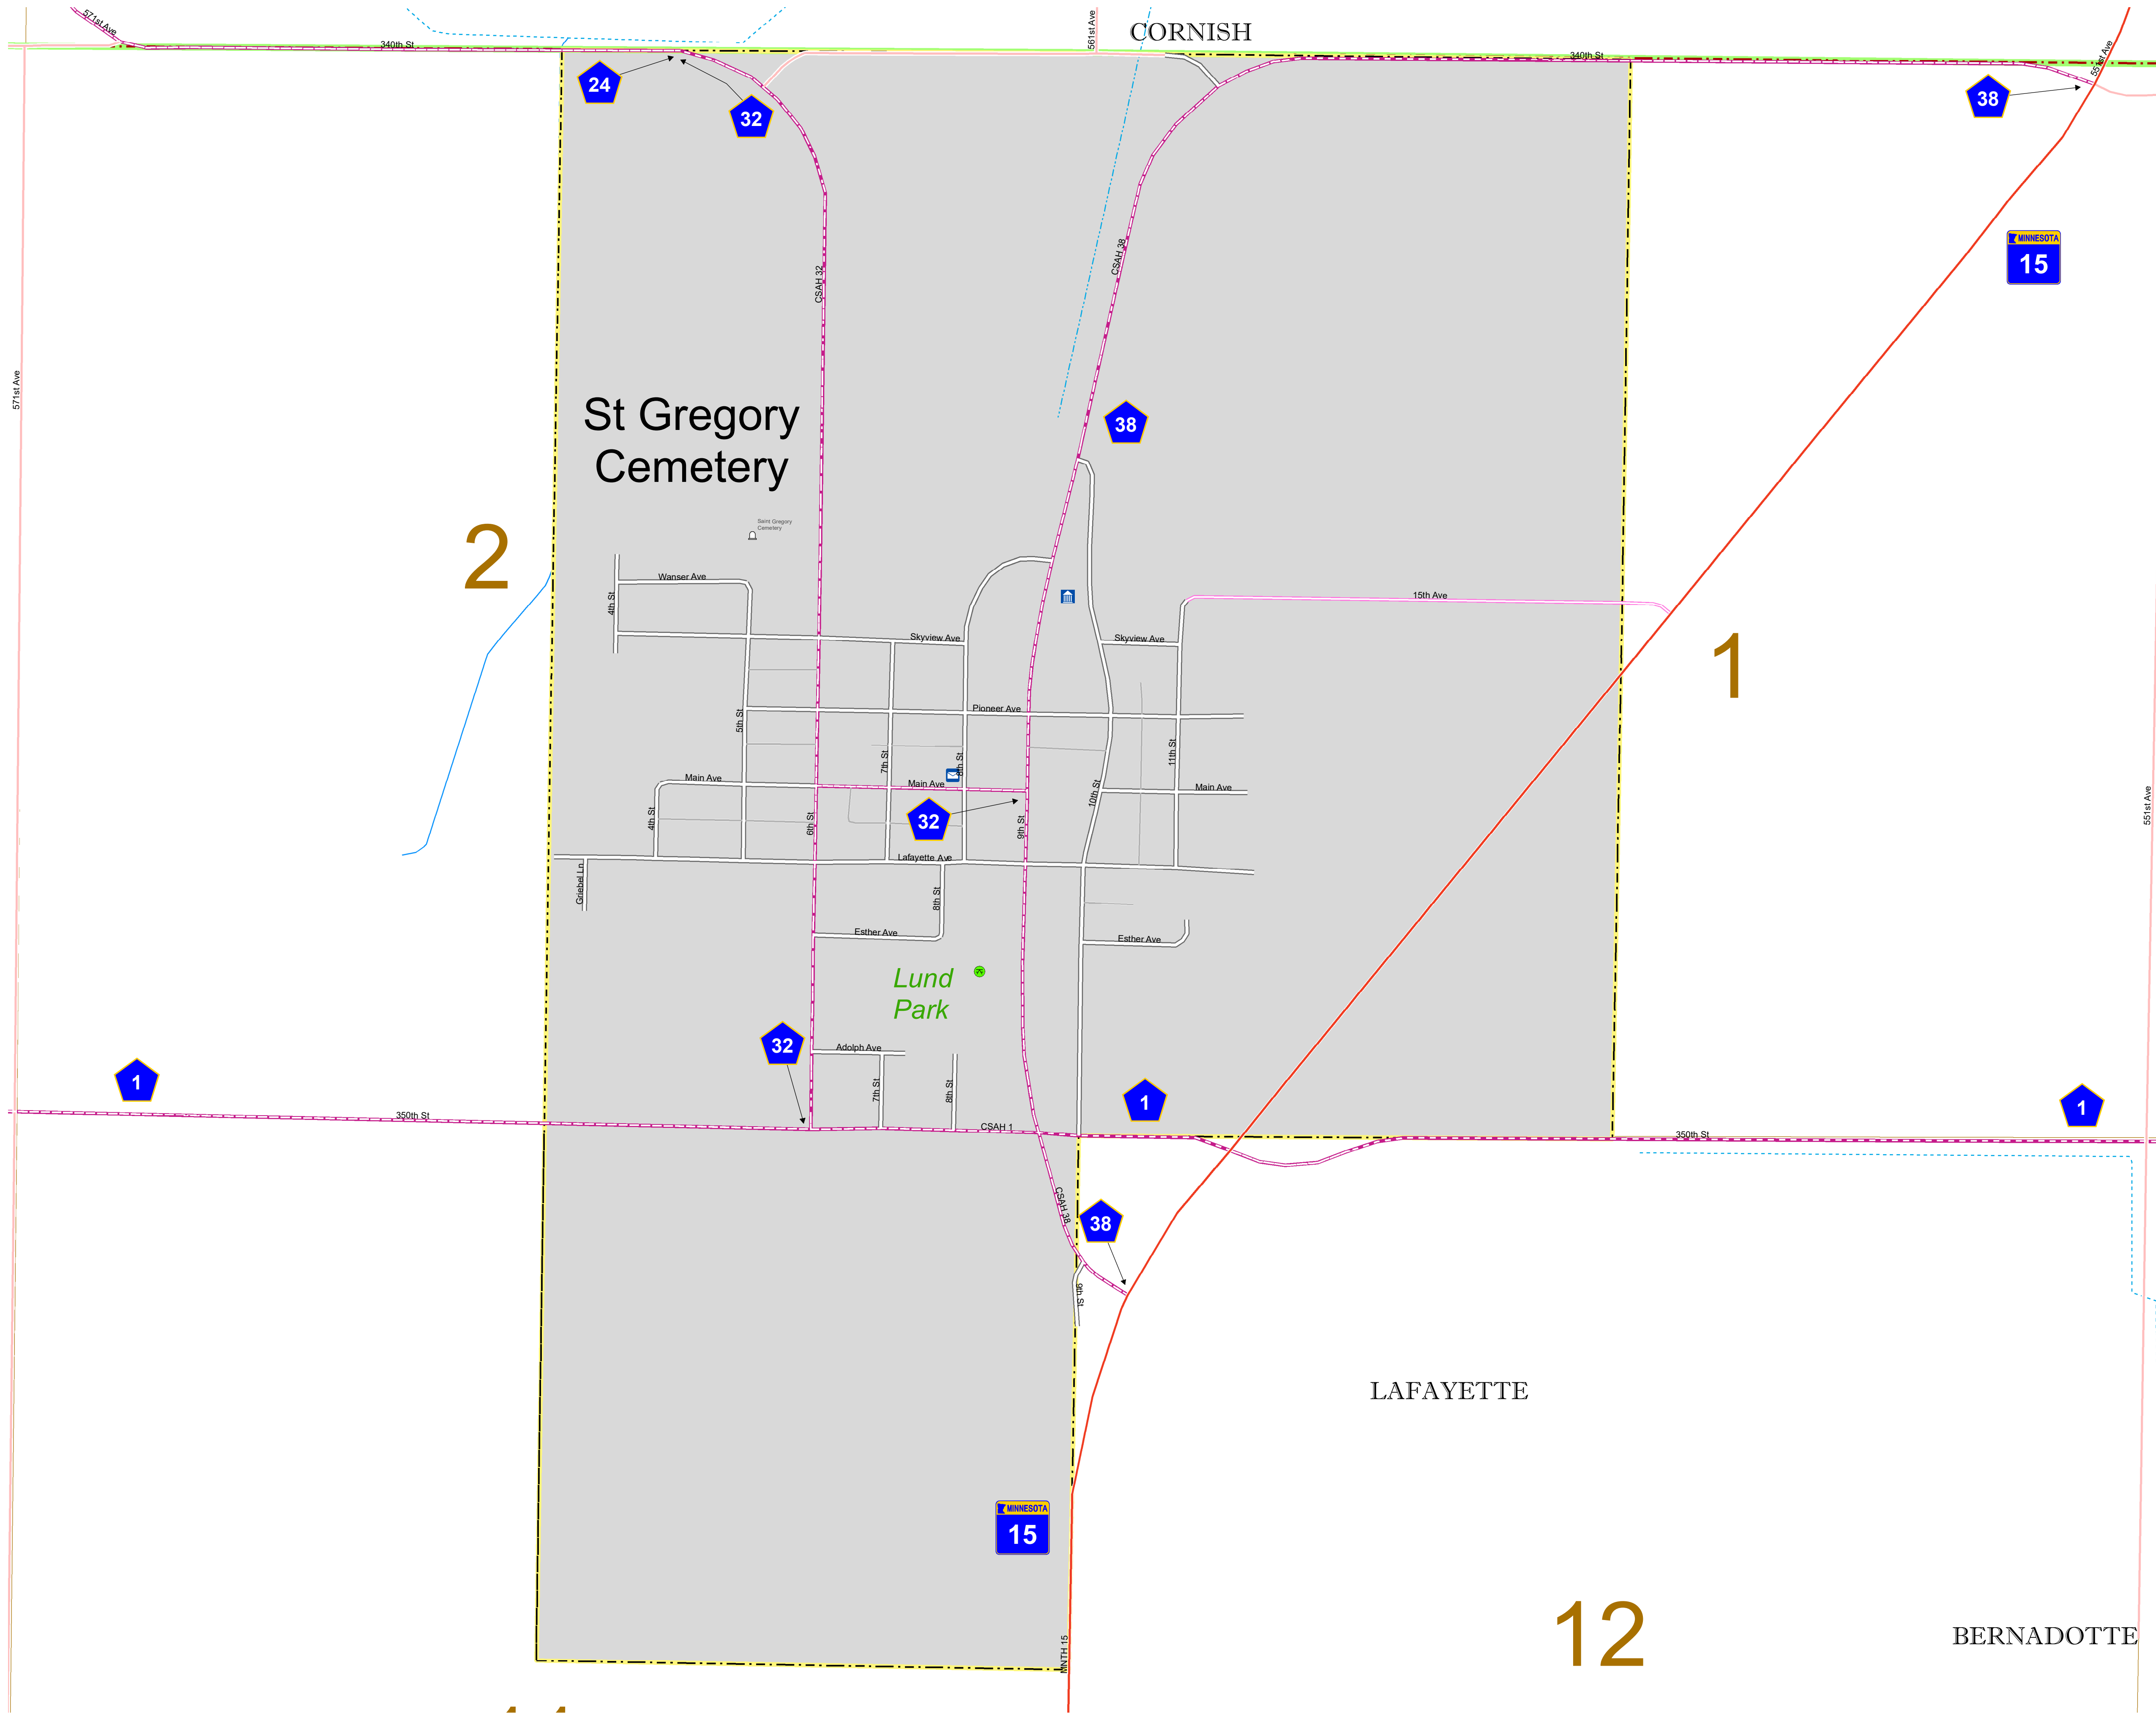 571st Ave
340th St
561st Ave
CORNISH
340th St
551st Ave
24
32
38
MINNESOTA
15
CSAH 32
CSAH 38
571st Ave
St Gregory
Cemetery
38
2
Saint Gregory
Cemetery
Wanser Ave
4th St
15th Ave
Skyview Ave
Skyview Ave
1
Pioneer Ave
5th St
7th St
8th St
11th St
Main Ave
Main Ave
Main Ave
10th St
4th St
6th St
32
9th St
551st Ave
Lafayette Ave
Griebel Ln
8th St
Esther Ave
Esther Ave
Lund
Park
32
Adolph Ave
7th St
8th St
1
1
1
350th St
CSAH 1
350th St
CSAH 38
38
9th St
LAFAYETTE
MINNESOTA
15
MNTH 15
12
BERNADOTTE